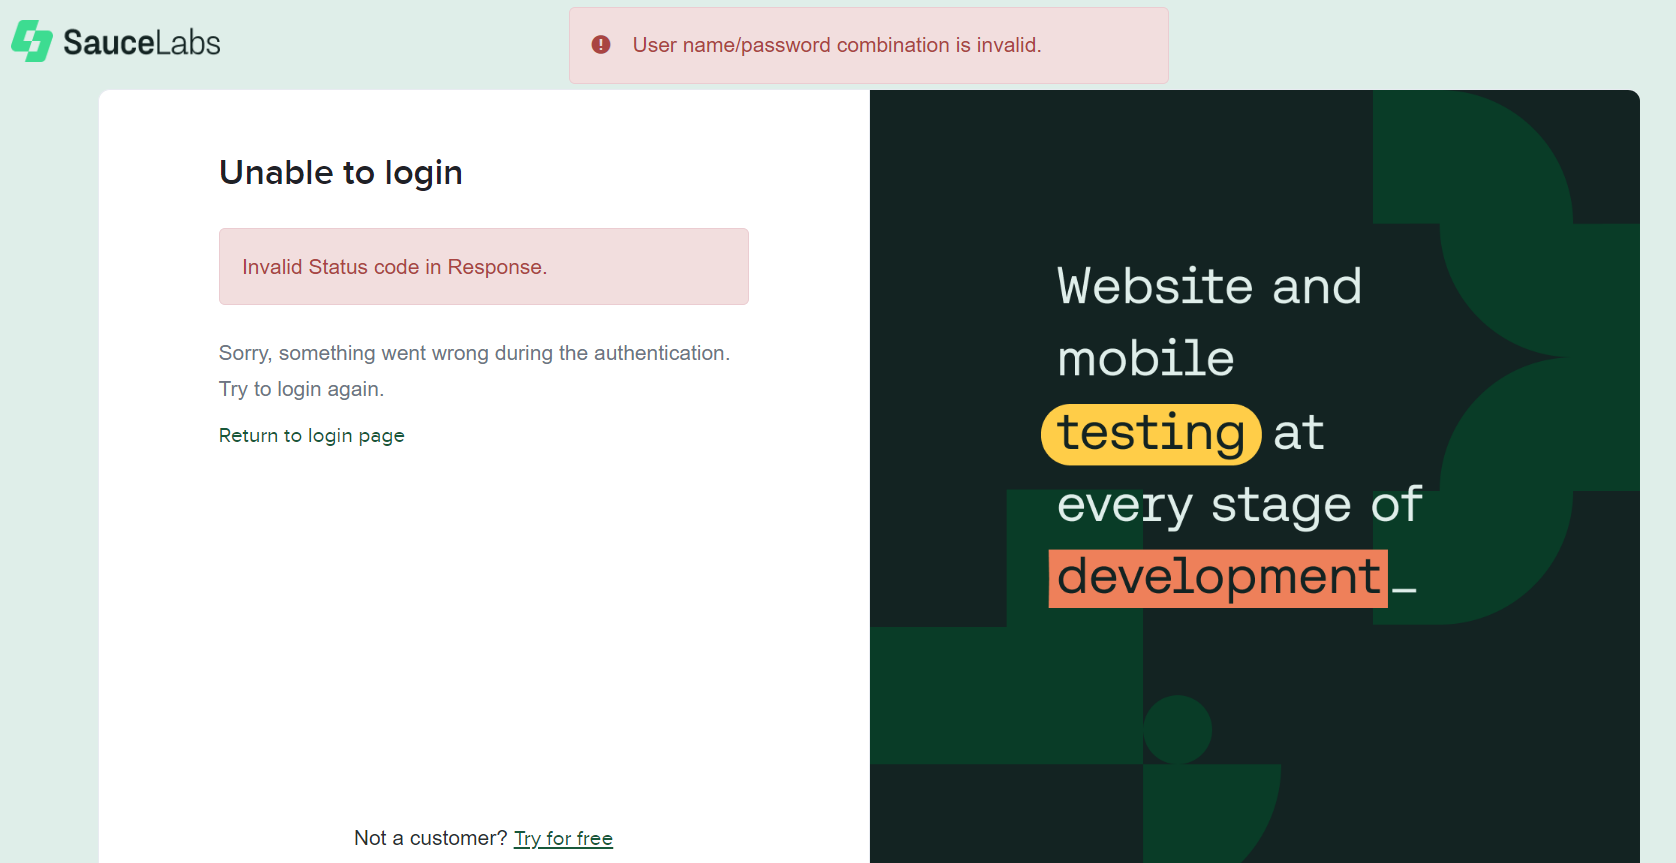 SauceLabs
User name/password combination is invalid.
Unable to login
Invalid Status code in Response.
Sorry, something went wrong during the authentication.
Try to login again.
Return to login page
Not a customer? Try for free
Website and
mobile
testing at
every stage of
development_